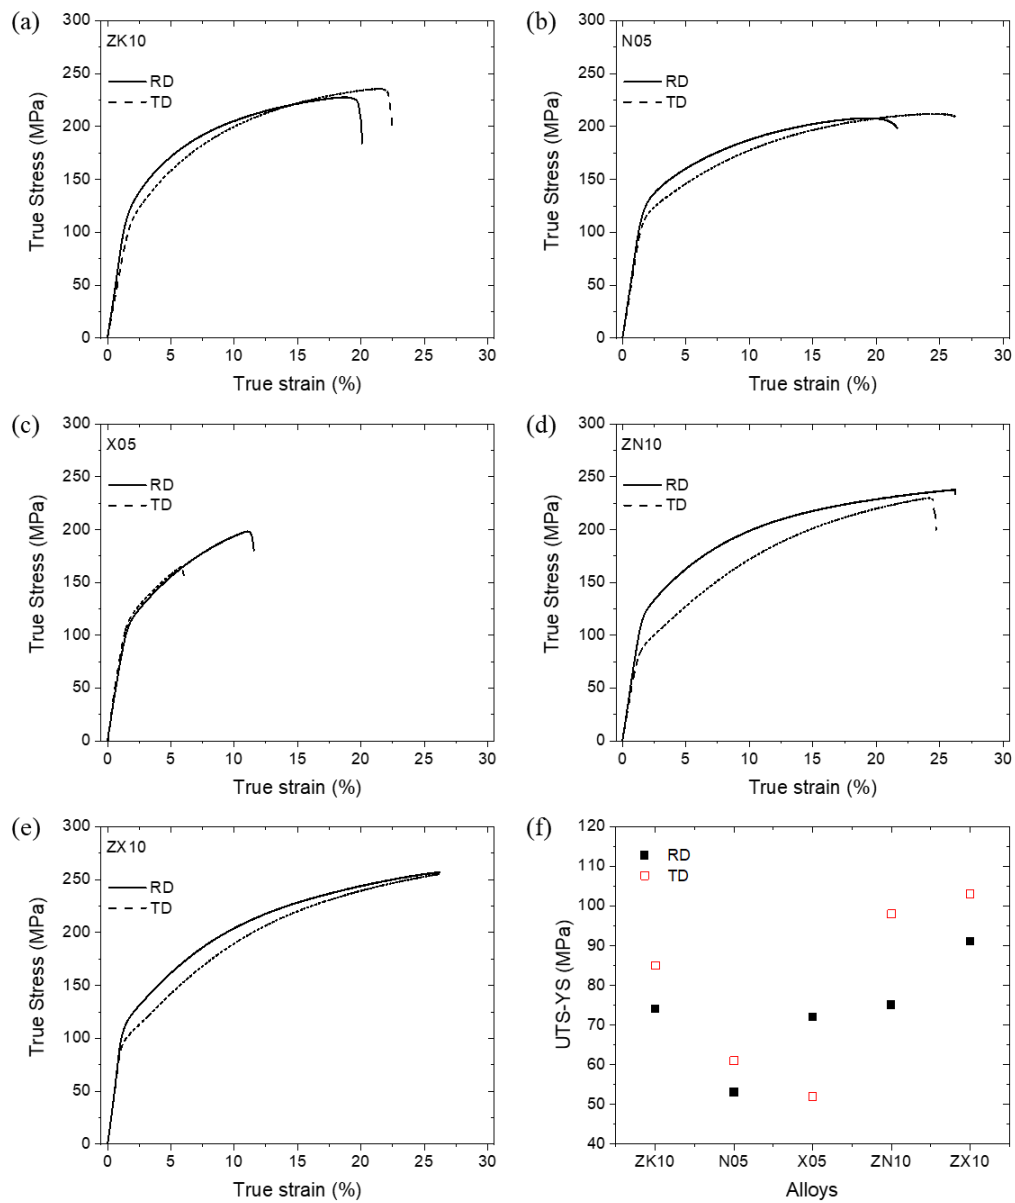 (a)
ZK10
RD
TD
True Stress (MPa)
300
250
200
150
100
50
0
0 5 10 15 20 25 30
True strain (%)
(b)
N05
RD
TD
True Stress (MPa)
300
250
200
150
100
50
0
0 5 10 15 20 25 30
True strain (%)
(c)
X05
RD
TD
True Stress (MPa)
300
250
200
150
100
50
0
0 5 10 15 20 25 30
True strain (%)
(d)
ZN10
RD
TD
True Stress (MPa)
300
250
200
150
100
50
0
0 5 10 15 20 25 30
True strain (%)
(e)
ZX10
RD
TD
True Stress (MPa)
300
250
200
150
100
50
0
0 5 10 15 20 25 30
True strain (%)
(f)
RD
TD
UTS-YS (MPa)
120
110
100
90
80
70
60
50
40
ZK10 N05 X05 ZN10 ZX10
Alloys